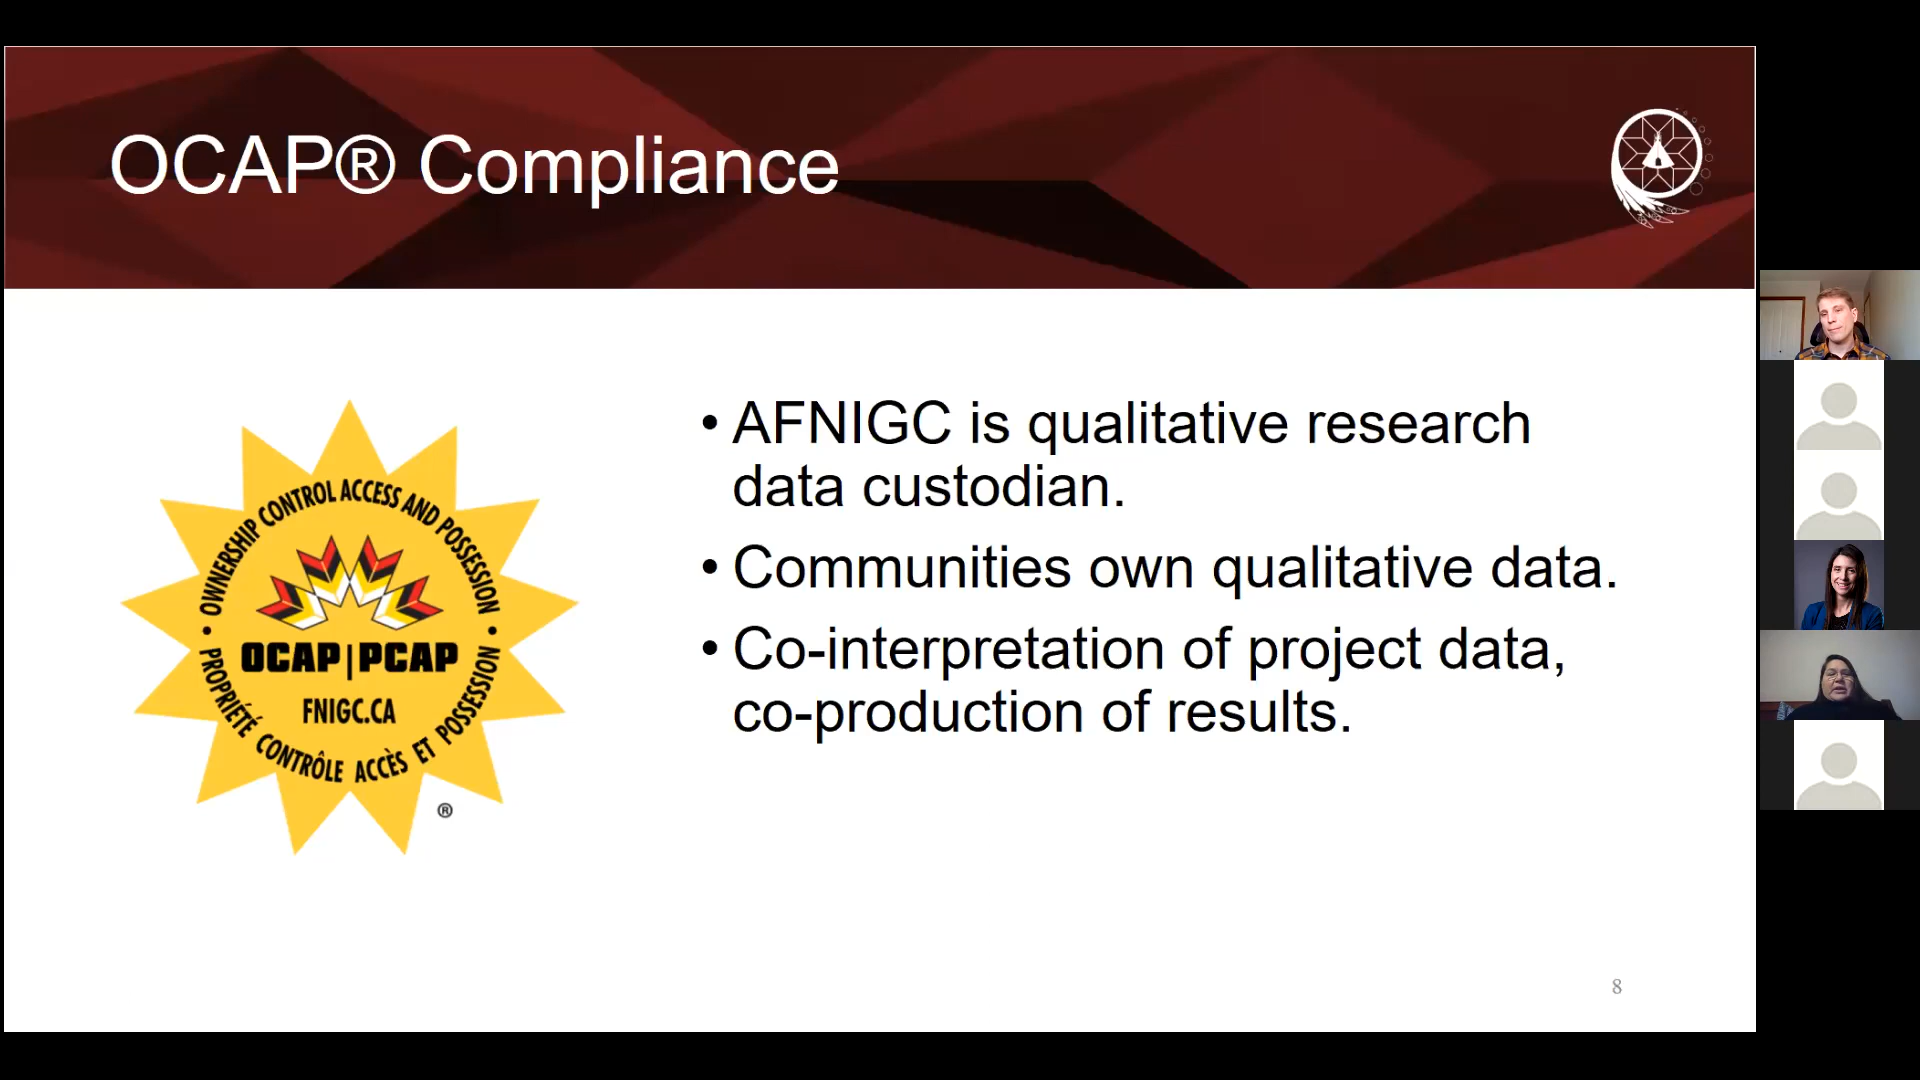 OCAP® Compliance
OWNERSHIP CONTROL ACCESS AND POSSESSION
OCAP|PCAP
FNIGC.CA
PROPRIÉTÉ CONTRÔLE ACCÈS ET POSSESSION
®
• AFNIGC is qualitative research
data custodian.
• Communities own qualitative data.
• Co-interpretation of project data,
co-production of results.
8